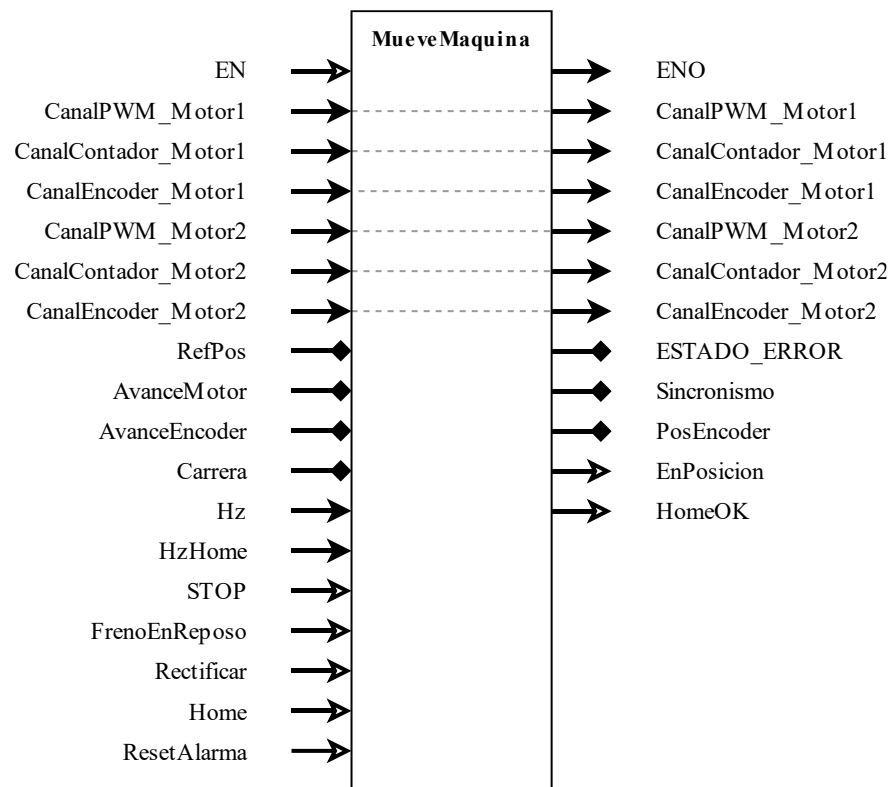 MueveMaquina
EN ENO
CanalPWM_Motor1 CanalPWM_Motor1
CanalContador_Motor1 CanalContador_Motor1
CanalEncoder_Motor1 CanalEncoder_Motor1
CanalPWM_Motor2 CanalPWM_Motor2
CanalContador_Motor2 CanalContador_Motor2
CanalEncoder_Motor2 CanalEncoder_Motor2
RefPos ESTADO_ERROR
AvanceMotor Sincronismo
AvanceEncoder PosEncoder
Carrera EnPosicion
Hz HomeOK
HzHome
STOP
FrenoEnReposo
Rectificar
Home
ResetAlarma